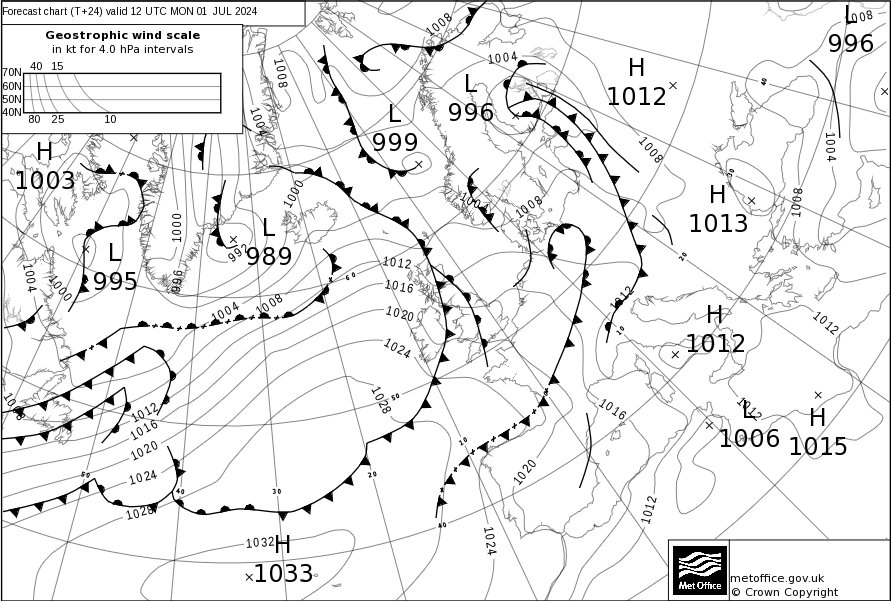 Forecast chart (T+24) valid 12 UTC MON 01 JUL 2024
Geostrophic wind scale
in kt for 4.0 hPa intervals
40 15
70N
60N
50N
40N
80 25 10
1008
L
1008
996
1004
H
1012
L
996
40
1008
L
999
1004
1008
1004
H
1003
H
1013
1008
30
1000
1004
1008
1000
L
989
992
L
995
996
1004
1000
1012
60
1016
20
1004
1008
1020
1012
10
H
1012
1012
1024
1028
50
1008
1012
1016
1016
1012
L
1006
H
1015
1020
10
1024
50
20
1020
40
30
1012
1028
40
1032
H
1033
1024
Met Office
metoffice.gov.uk
© Crown Copyright